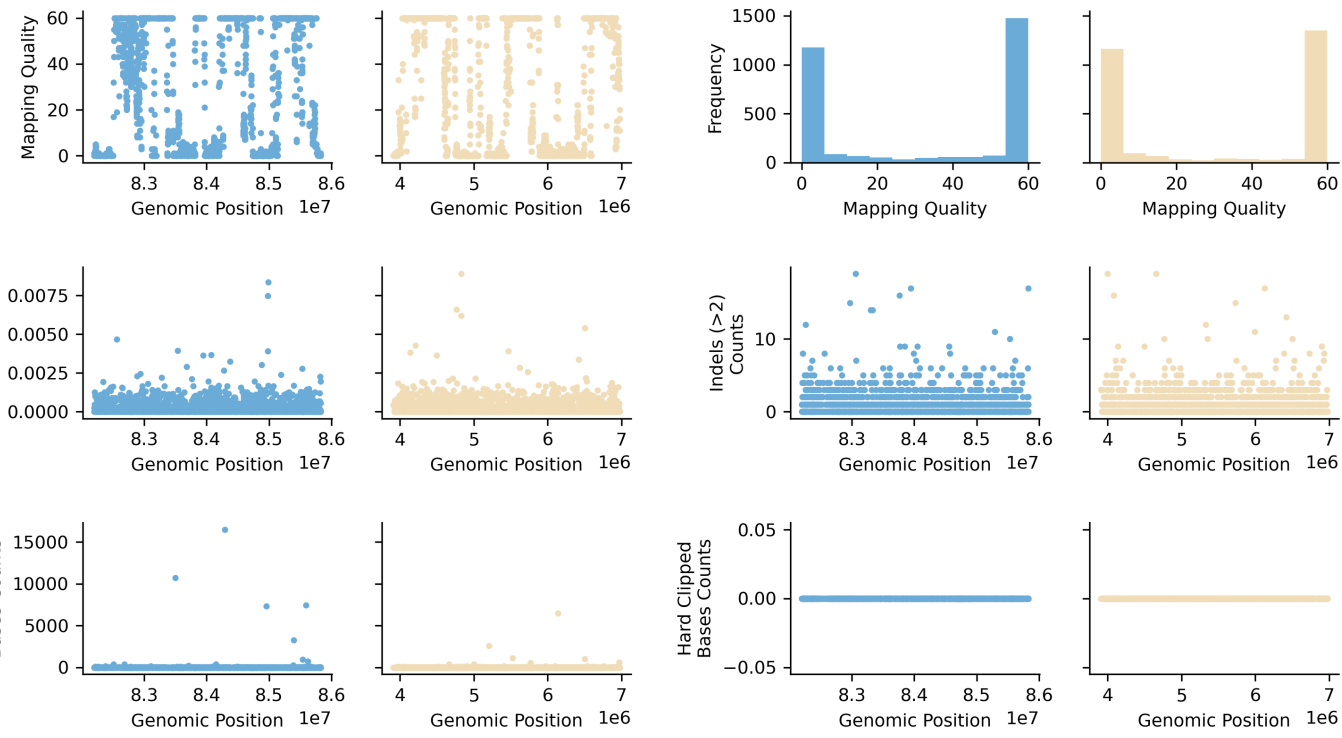 Mapping Quality
60
40
20
0
8.3 8.4 8.5 8.6
Genomic Position 1e7
4 5 6 7
Genomic Position 1e6
Frequency
1500
1000
500
0
0 20 40 60
Mapping Quality
0 20 40 60
Mapping Quality
0.0075
0.0050
0.0025
0.0000
8.3 8.4 8.5 8.6
Genomic Position 1e7
4 5 6 7
Genomic Position 1e6
Indels (>2)
Counts
10
0
8.3 8.4 8.5 8.6
Genomic Position 1e7
4 5 6 7
Genomic Position 1e6
15000
10000
5000
0
8.3 8.4 8.5 8.6
Genomic Position 1e7
4 5 6 7
Genomic Position 1e6
Hard Clipped
Bases Counts
0.05
0.00
−0.05
8.3 8.4 8.5 8.6
Genomic Position 1e7
4 5 6 7
Genomic Position 1e6